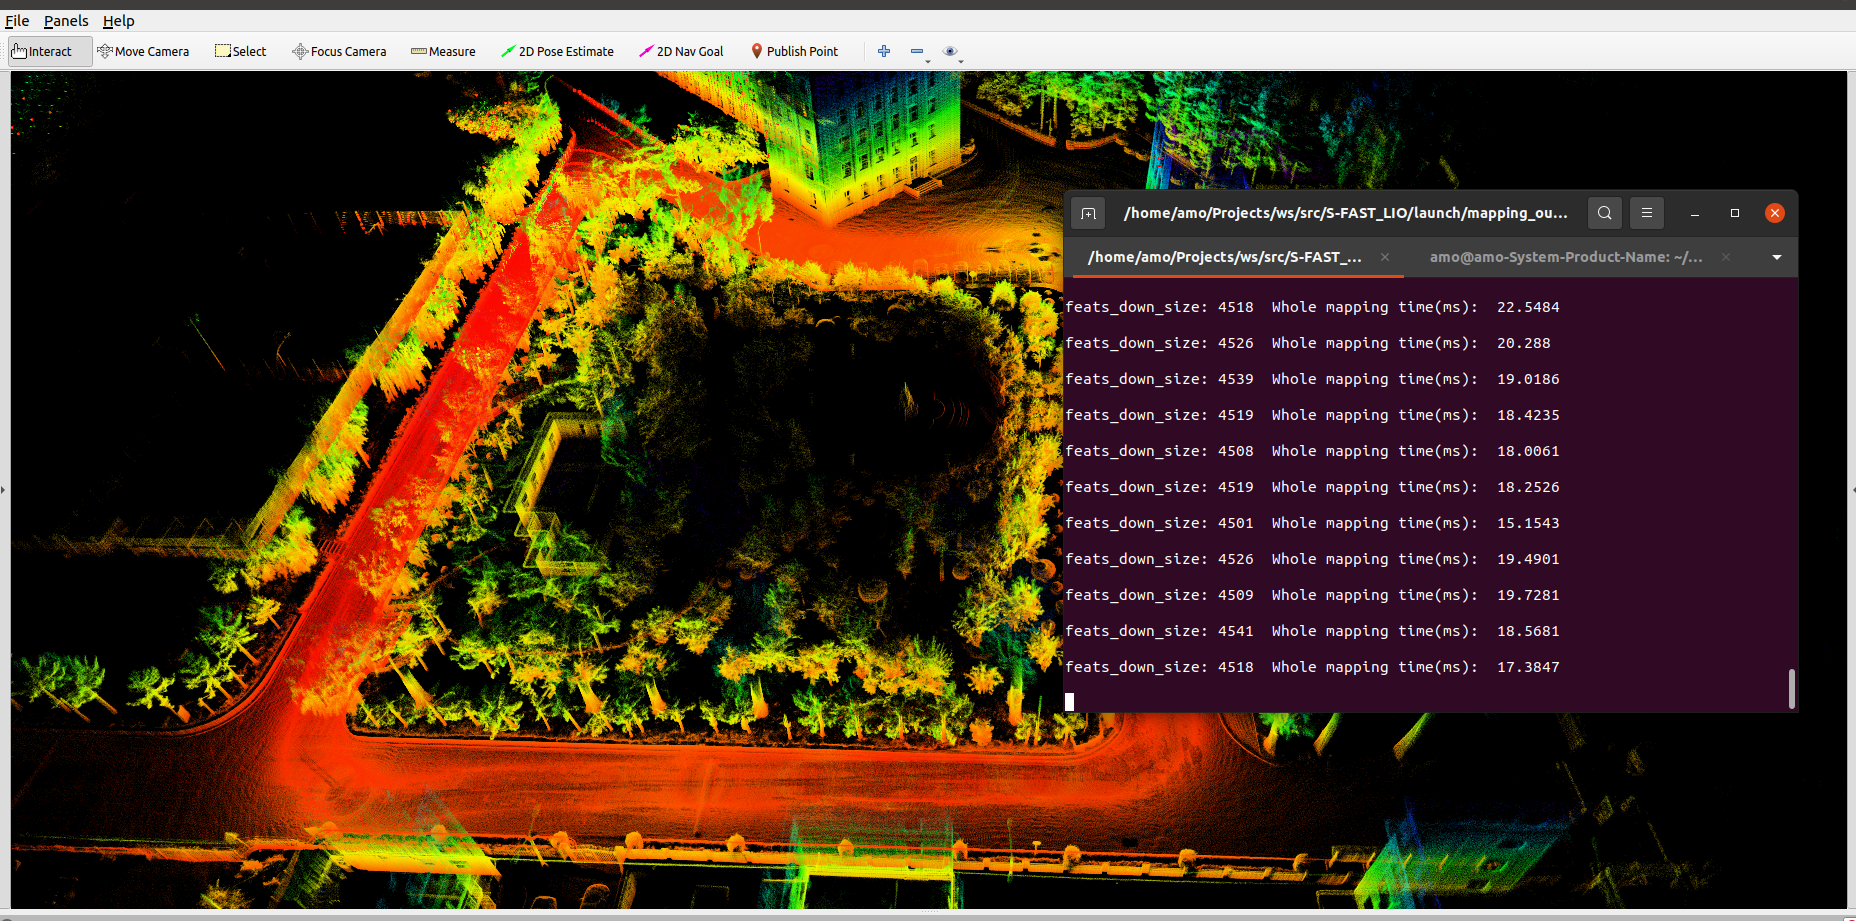 File Panels Help
Interact Move Camera Select Focus Camera Measure 2D Pose Estimate 2D Nav Goal Publish Point
/home/amo/Projects/ws/src/S-FAST_LIO/launch/mapping_ou...
/home/amo/Projects/ws/src/S-FAST_... amo@amo-System-Product-Name: ~/...
feats_down_size: 4518 Whole mapping time(ms): 22.5484
feats_down_size: 4526 Whole mapping time(ms): 20.288
feats_down_size: 4539 Whole mapping time(ms): 19.0186
feats_down_size: 4519 Whole mapping time(ms): 18.4235
feats_down_size: 4508 Whole mapping time(ms): 18.0061
feats_down_size: 4519 Whole mapping time(ms): 18.2526
feats_down_size: 4501 Whole mapping time(ms): 15.1543
feats_down_size: 4526 Whole mapping time(ms): 19.4901
feats_down_size: 4509 Whole mapping time(ms): 19.7281
feats_down_size: 4541 Whole mapping time(ms): 18.5681
feats_down_size: 4518 Whole mapping time(ms): 17.3847